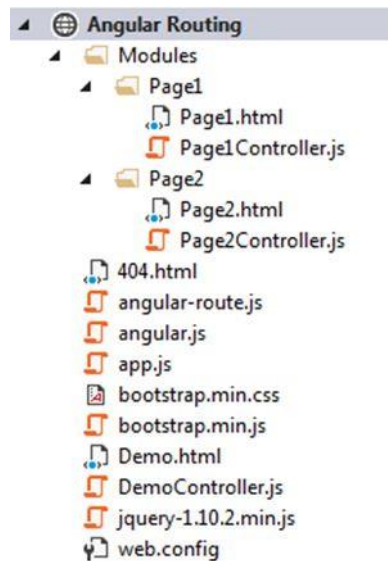 Angular Routing
Modules
Page1
Page1.html
Page1Controller.js
Page2
Page2.html
Page2Controller.js
404.html
angular-route.js
angular.js
app.js
bootstrap.min.css
bootstrap.min.js
Demo.html
DemoController.js
jquery-1.10.2.min.js
web.config